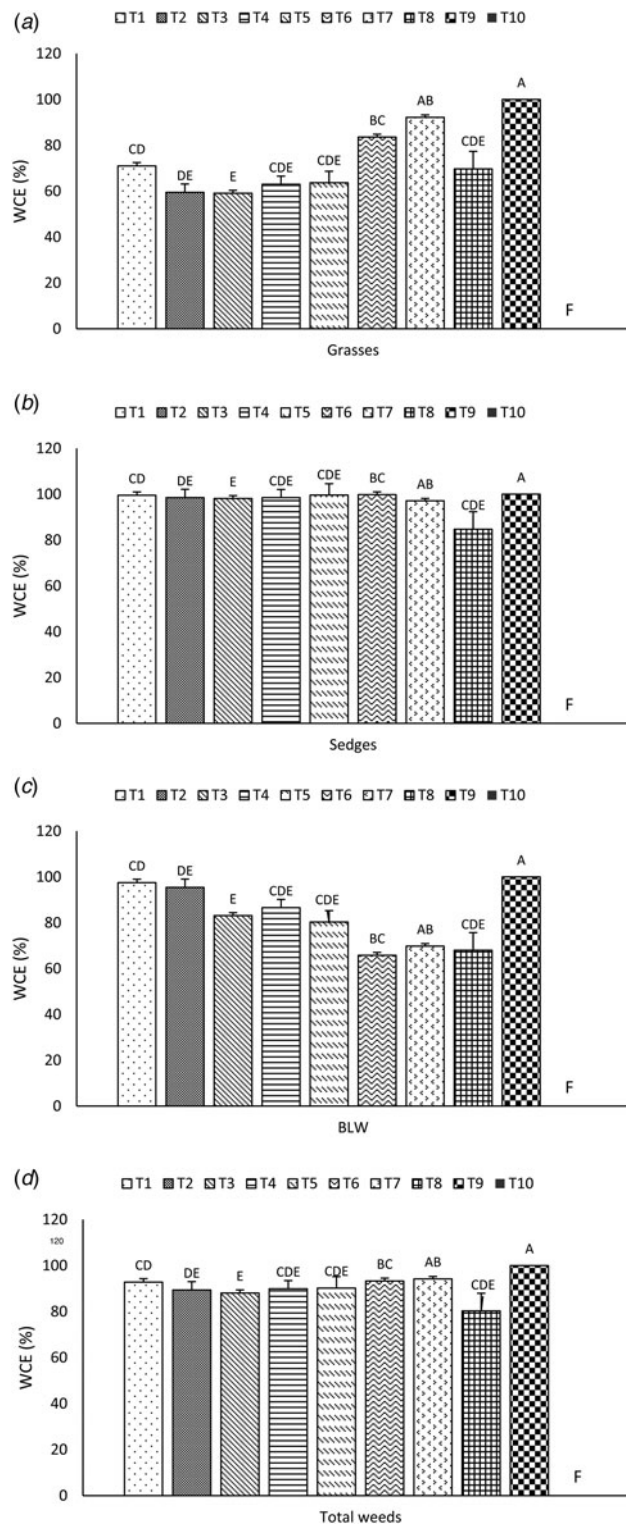 (a)
T1 T2 T3 T4 T5 T6 T7 T8 T9 T10
120
100
80
60
40
20
0
WCE (%)
CD DE E CDE CDE BC AB CDE A F
Grasses
(b)
T1 T2 T3 T4 T5 T6 T7 T8 T9 T10
120
100
80
60
40
20
0
WCE (%)
CD DE E CDE CDE BC AB CDE A F
Sedges
(c)
T1 T2 T3 T4 T5 T6 T7 T8 T9 T10
120
100
80
60
40
20
0
WCE (%)
CD DE E CDE CDE BC AB CDE A F
BLW
(d)
T1 T2 T3 T4 T5 T6 T7 T8 T9 T10
120
120
100
80
60
40
20
0
WCE (%)
CD DE E CDE CDE BC AB CDE A F
Total weeds